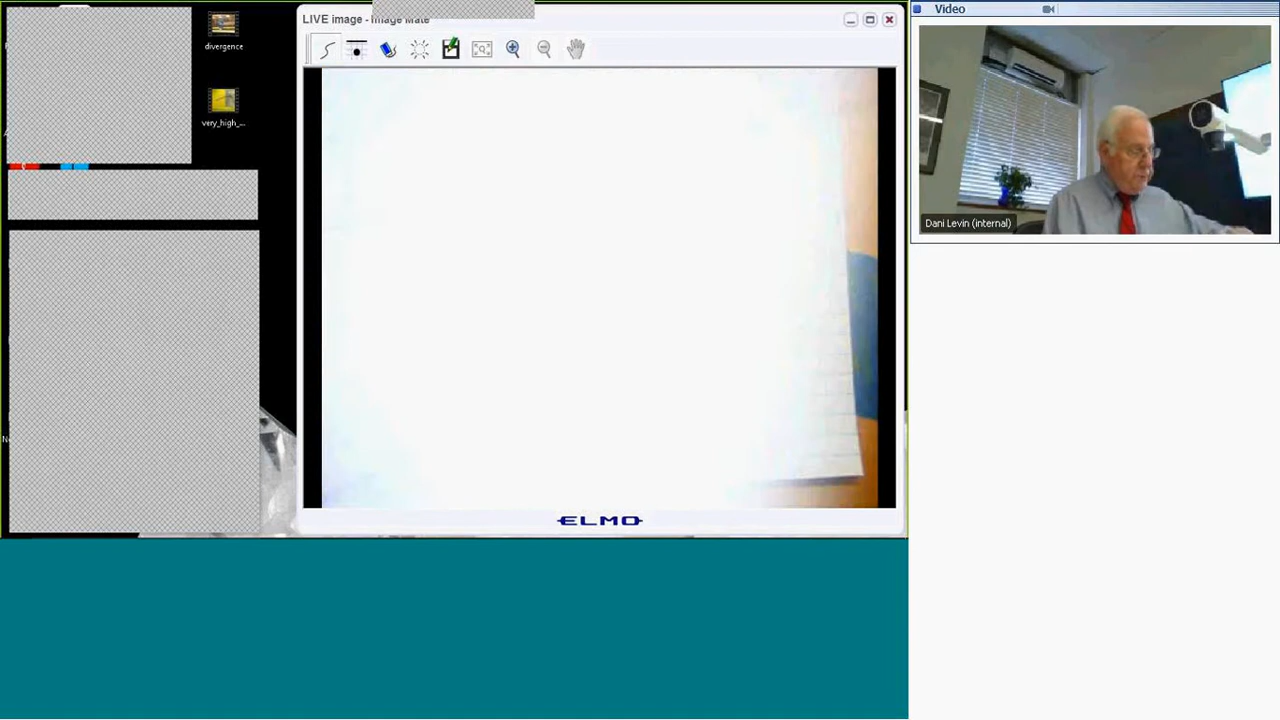 LIVE image - Image Mate
Video
divergence
very_high_...
Dani Levin (internal)
ELMO